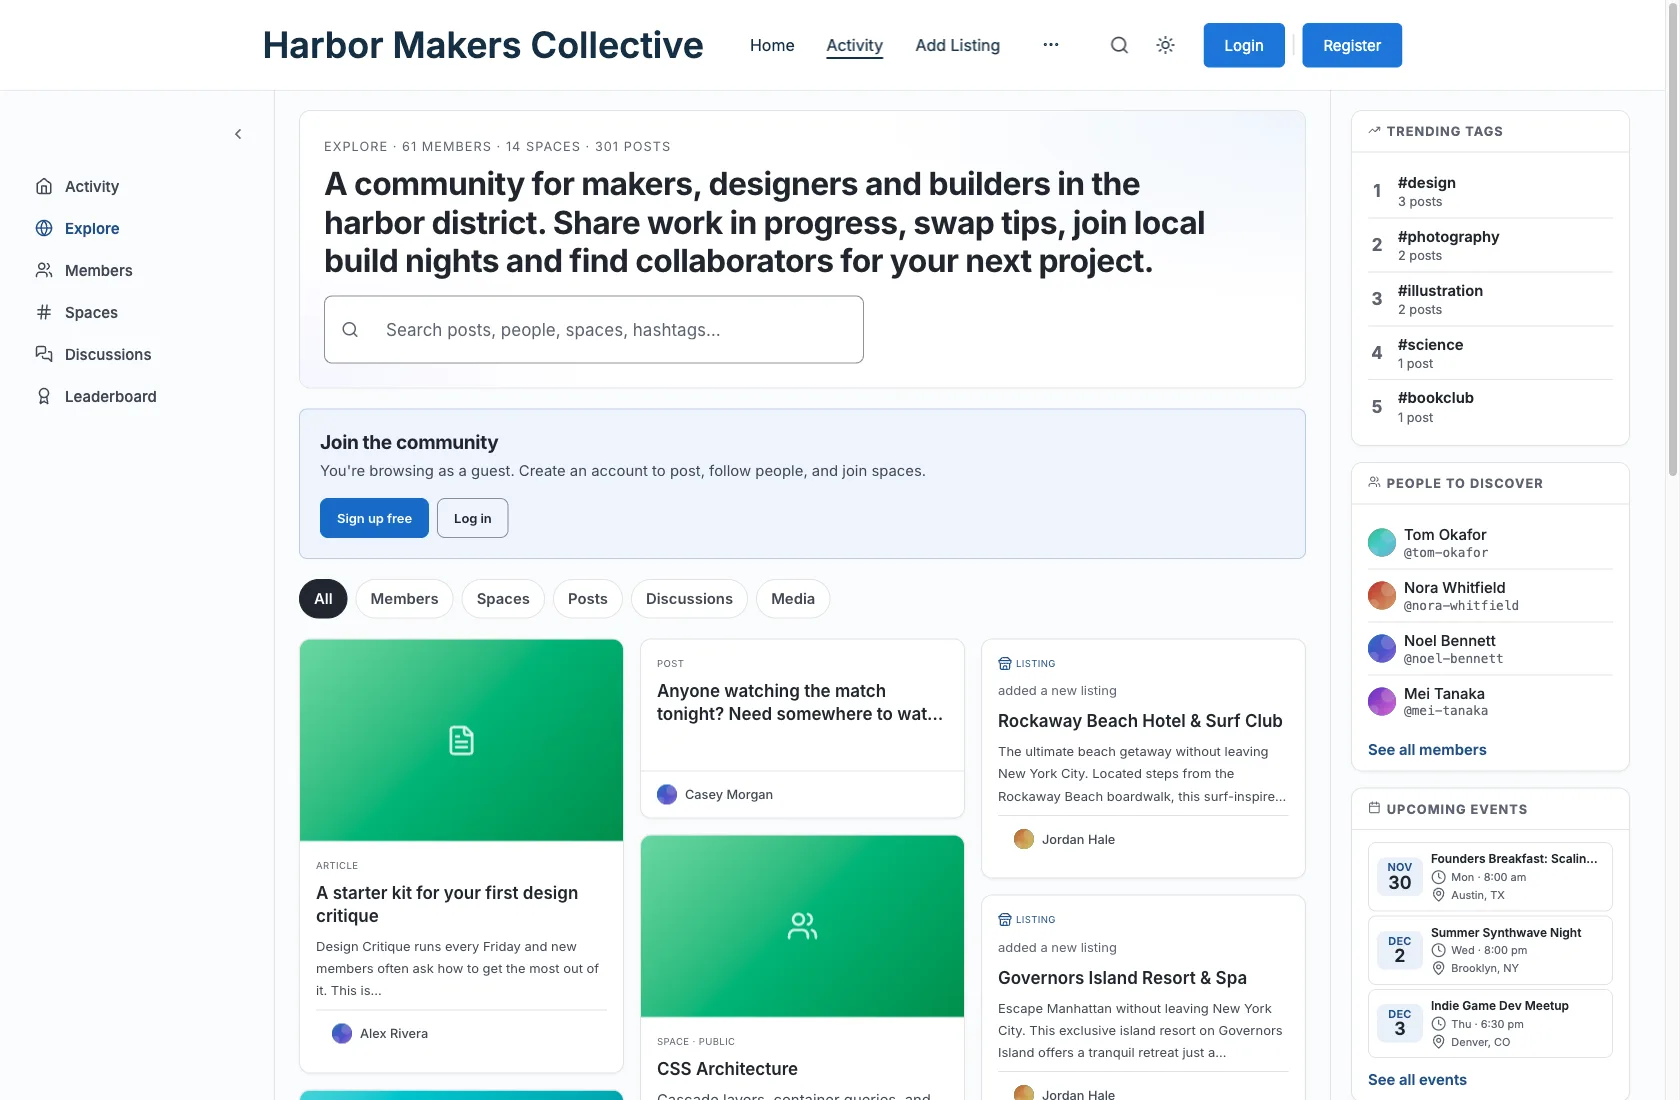 Harbor Makers Collective
Home
Activity
Add Listing
Login
Register
Activity
Explore
Members
Spaces
Discussions
Leaderboard
EXPLORE · 61 MEMBERS · 14 SPACES · 301 POSTS
A community for makers, designers and builders in the
harbor district. Share work in progress, swap tips, join local
build nights and find collaborators for your next project.
Search posts, people, spaces, hashtags...
Join the community
You're browsing as a guest. Create an account to post, follow people, and join spaces.
Sign up free
Log in
All
Members
Spaces
Posts
Discussions
Media
ARTICLE
A starter kit for your first design
critique
Design Critique runs every Friday and new
members often ask how to get the most out of
it. This is...
Alex Rivera
POST
Anyone watching the match
tonight? Need somewhere to wat...
Casey Morgan
SPACE · PUBLIC
CSS Architecture
Cascade layers, container queries, and
LISTING
added a new listing
Rockaway Beach Hotel & Surf Club
The ultimate beach getaway without leaving
New York City. Located steps from the
Rockaway Beach boardwalk, this surf-inspire...
Jordan Hale
LISTING
added a new listing
Governors Island Resort & Spa
Escape Manhattan without leaving New York
City. This exclusive island resort on Governors
Island offers a tranquil retreat just a...
Jordan Hale
TRENDING TAGS
1
#design
3 posts
2
#photography
2 posts
3
#illustration
2 posts
4
#science
1 post
5
#bookclub
1 post
PEOPLE TO DISCOVER
Tom Okafor
@tom-okafor
Nora Whitfield
@nora-whitfield
Noel Bennett
@noel-bennett
Mei Tanaka
@mei-tanaka
See all members
UPCOMING EVENTS
NOV
30
Founders Breakfast: Scalin...
Mon · 8:00 am
Austin, TX
DEC
2
Summer Synthwave Night
Wed · 8:00 pm
Brooklyn, NY
DEC
3
Indie Game Dev Meetup
Thu · 6:30 pm
Denver, CO
See all events